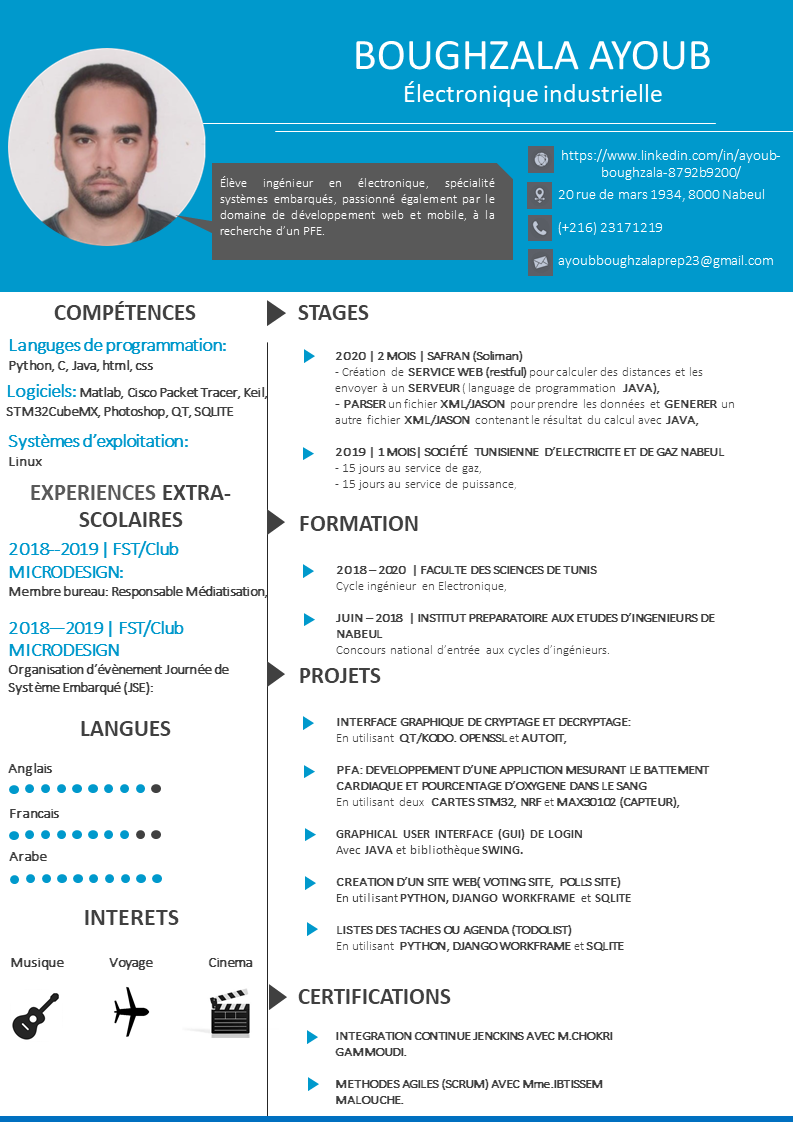 BOUGHZALA AYOUB
Électronique industrielle
https://www.linkedin.com/in/ayoub-
boughzala-8792b9200/
20 rue de mars 1934, 8000 Nabeul
(+216) 23171219
ayoubboughzalaprep23@gmail.com
Élève ingénieur en électronique, spécialité
systèmes embarqués, passionné également par le
domaine de développement web et mobile, à la
recherche d'un PFE.
COMPÉTENCES
Languges de programmation:
Python, C, Java, html, css
Logiciels: Matlab, Cisco Packet Tracer, Keil,
STM32CubeMX, Photoshop, QT, SQLITE
Systèmes d'exploitation:
Linux
EXPERIENCES EXTRA-
SCOLAIRES
2018--2019 | FST/Club
MICRODESIGN:
Membre bureau: Responsable Médiatisation,
2018—2019 | FST/Club
MICRODESIGN
Organisation d'évènement Journée de
Système Embarqué (JSE):
LANGUES
Anglais
Francais
Arabe
INTERETS
Musique Voyage Cinema
STAGES
2020 | 2 MOIS | SAFRAN (Soliman)
- Création de SERVICE WEB (restful) pour calculer des distances et les
envoyer à un SERVEUR ( language de programmation JAVA),
- PARSER un fichier XML/JASON pour prendre les données et GENERER un
autre fichier XML/JASON contenant le résultat du calcul avec JAVA,
2019 | 1 MOIS| SOCIÉTÉ TUNISIENNE D'ELECTRICITE ET DE GAZ NABEUL
- 15 jours au service de gaz,
- 15 jours au service de puissance,
FORMATION
2018 – 2020 | FACULTE DES SCIENCES DE TUNIS
Cycle ingénieur en Electronique,
JUIN – 2018 | INSTITUT PREPARATOIRE AUX ETUDES D'INGENIEURS DE
NABEUL
Concours national d'entrée aux cycles d'ingénieurs.
PROJETS
INTERFACE GRAPHIQUE DE CRYPTAGE ET DECRYPTAGE:
En utilisant QT/KODO. OPENSSL et AUTOIT,
PFA: DEVELOPPEMENT D'UNE APPLICTION MESURANT LE BATTEMENT
CARDIAQUE ET POURCENTAGE D'OXYGENE DANS LE SANG
En utilisant deux CARTES STM32, NRF et MAX30102 (CAPTEUR),
GRAPHICAL USER INTERFACE (GUI) DE LOGIN
Avec JAVA et bibliothèque SWING.
CREATION D'UN SITE WEB( VOTING SITE, POLLS SITE)
En utilisant PYTHON, DJANGO WORKFRAME et SQLITE
LISTES DES TACHES OU AGENDA (TODOLIST)
En utilisant PYTHON, DJANGO WORKFRAME et SQLITE
CERTIFICATIONS
INTEGRATION CONTINUE JENCKINS AVEC M.CHOKRI
GAMMOUDI.
METHODES AGILES (SCRUM) AVEC Mme.IBTISSEM
MALOUCHE.